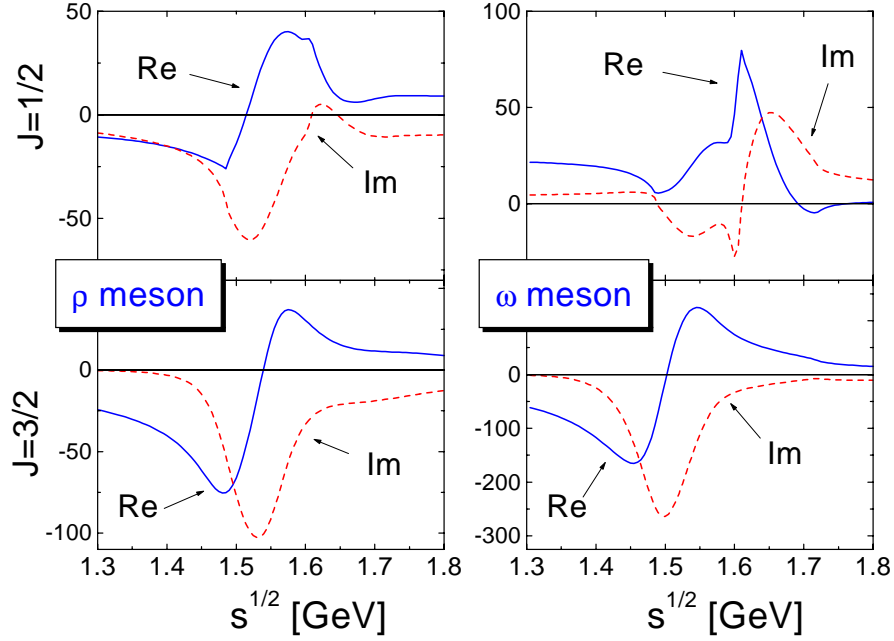 J=1/2
50
0
-50
Re
Im
100
50
0
Re
Im
ρ meson
ω meson
J=3/2
0
-50
-100
Re
Im
1.3 1.4 1.5 1.6 1.7 1.8
s^{1/2} [GeV]
0
-100
-150
-200
-300
Re
Im
1.3 1.4 1.5 1.6 1.7 1.8
s^{1/2} [GeV]